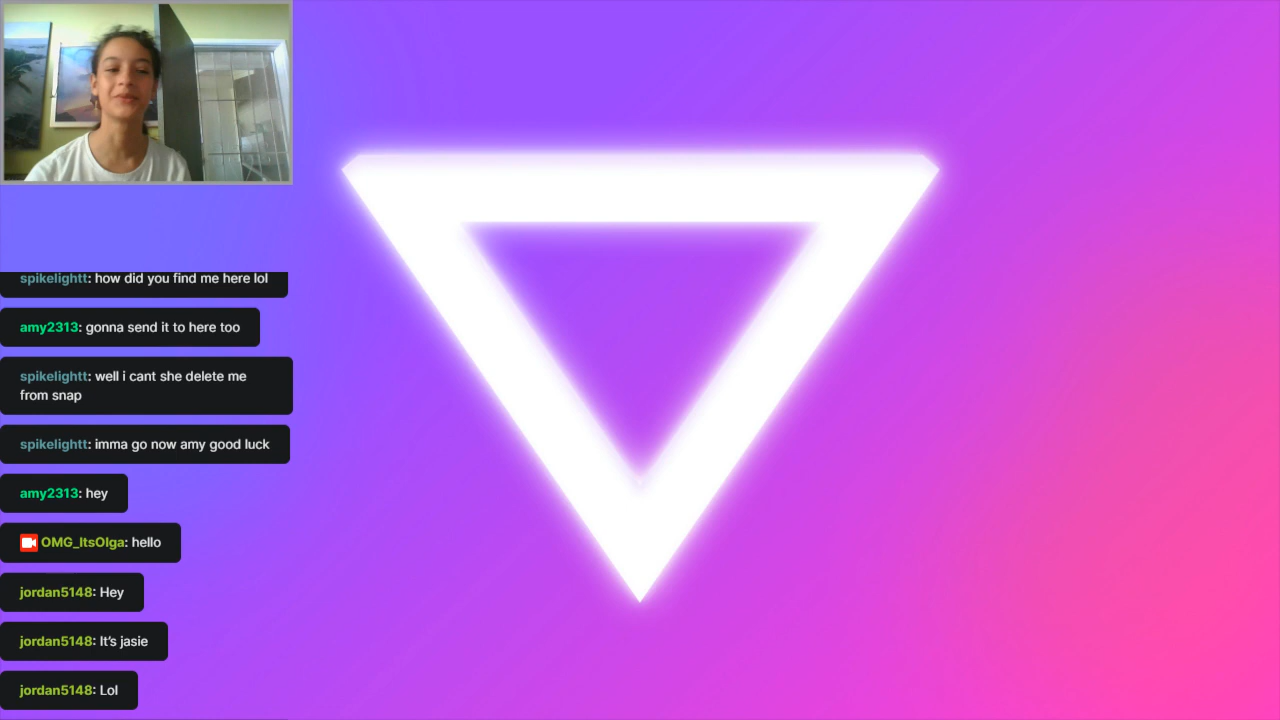 spikelightt: how did you find me here lol
amy2313: gonna send it to here too
spikelightt: well i cant she delete me
from snap
spikelightt: imma go now amy good luck
amy2313: hey
OMG_ItsOlga: hello
jordan5148: Hey
jordan5148: It's jasie
jordan5148: Lol